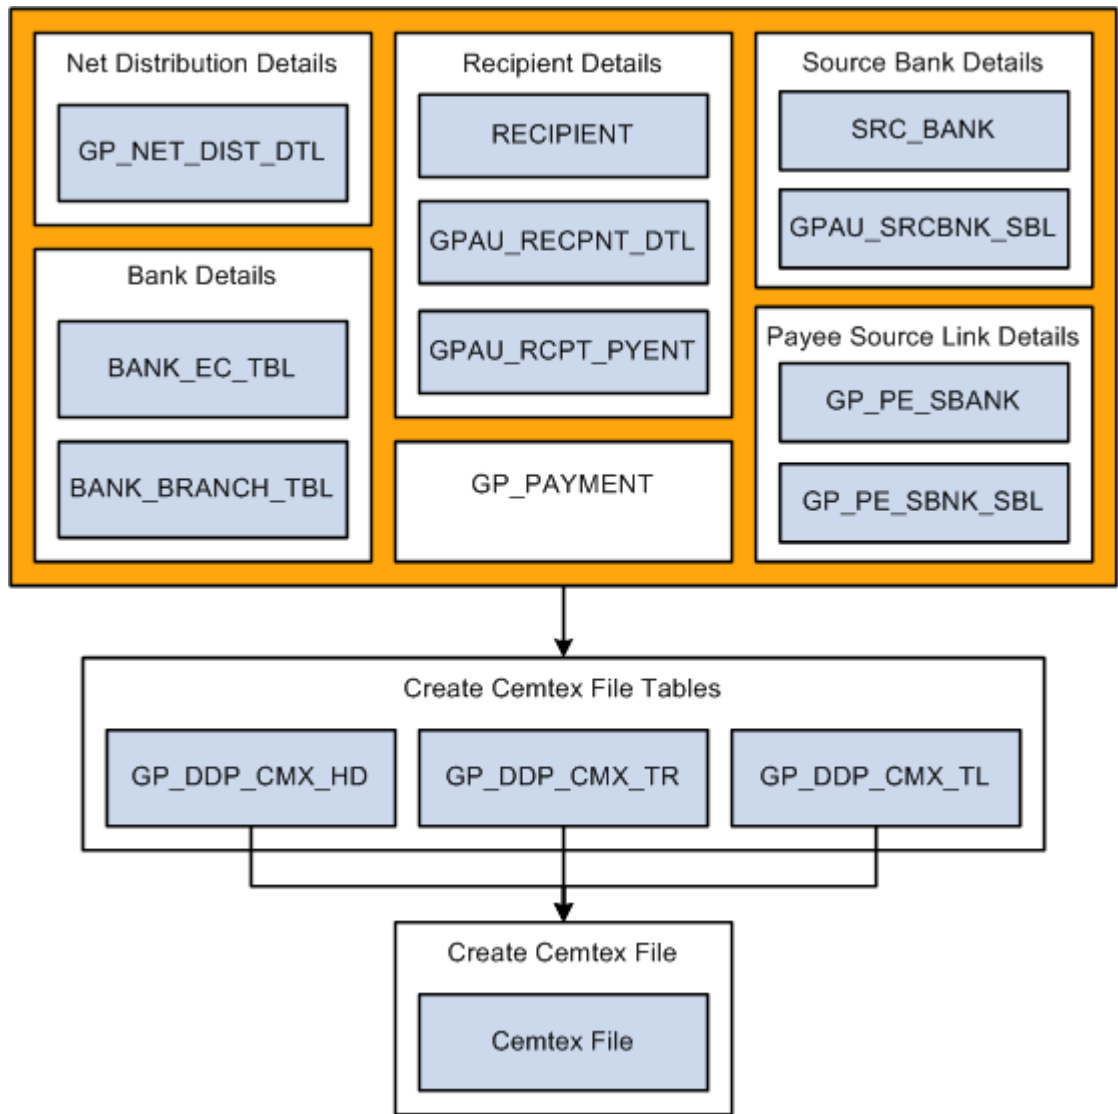 Net Distribution Details
GP_NET_DIST_DTL
Bank Details
BANK_EC_TBL
BANK_BRANCH_TBL
Recipient Details
RECIPIENT
GPAU_RECPNT_DTL
GPAU_RCPT_PYENT
GP_PAYMENT
Source Bank Details
SRC_BANK
GPAU_SRCBNK_SBL
Payee Source Link Details
GP_PE_SBANK
GP_PE_SBNK_SBL
Create Cemtex File Tables
GP_DDP_CMX_HD
GP_DDP_CMX_TR
GP_DDP_CMX_TL
Create Cemtex File
Cemtex File